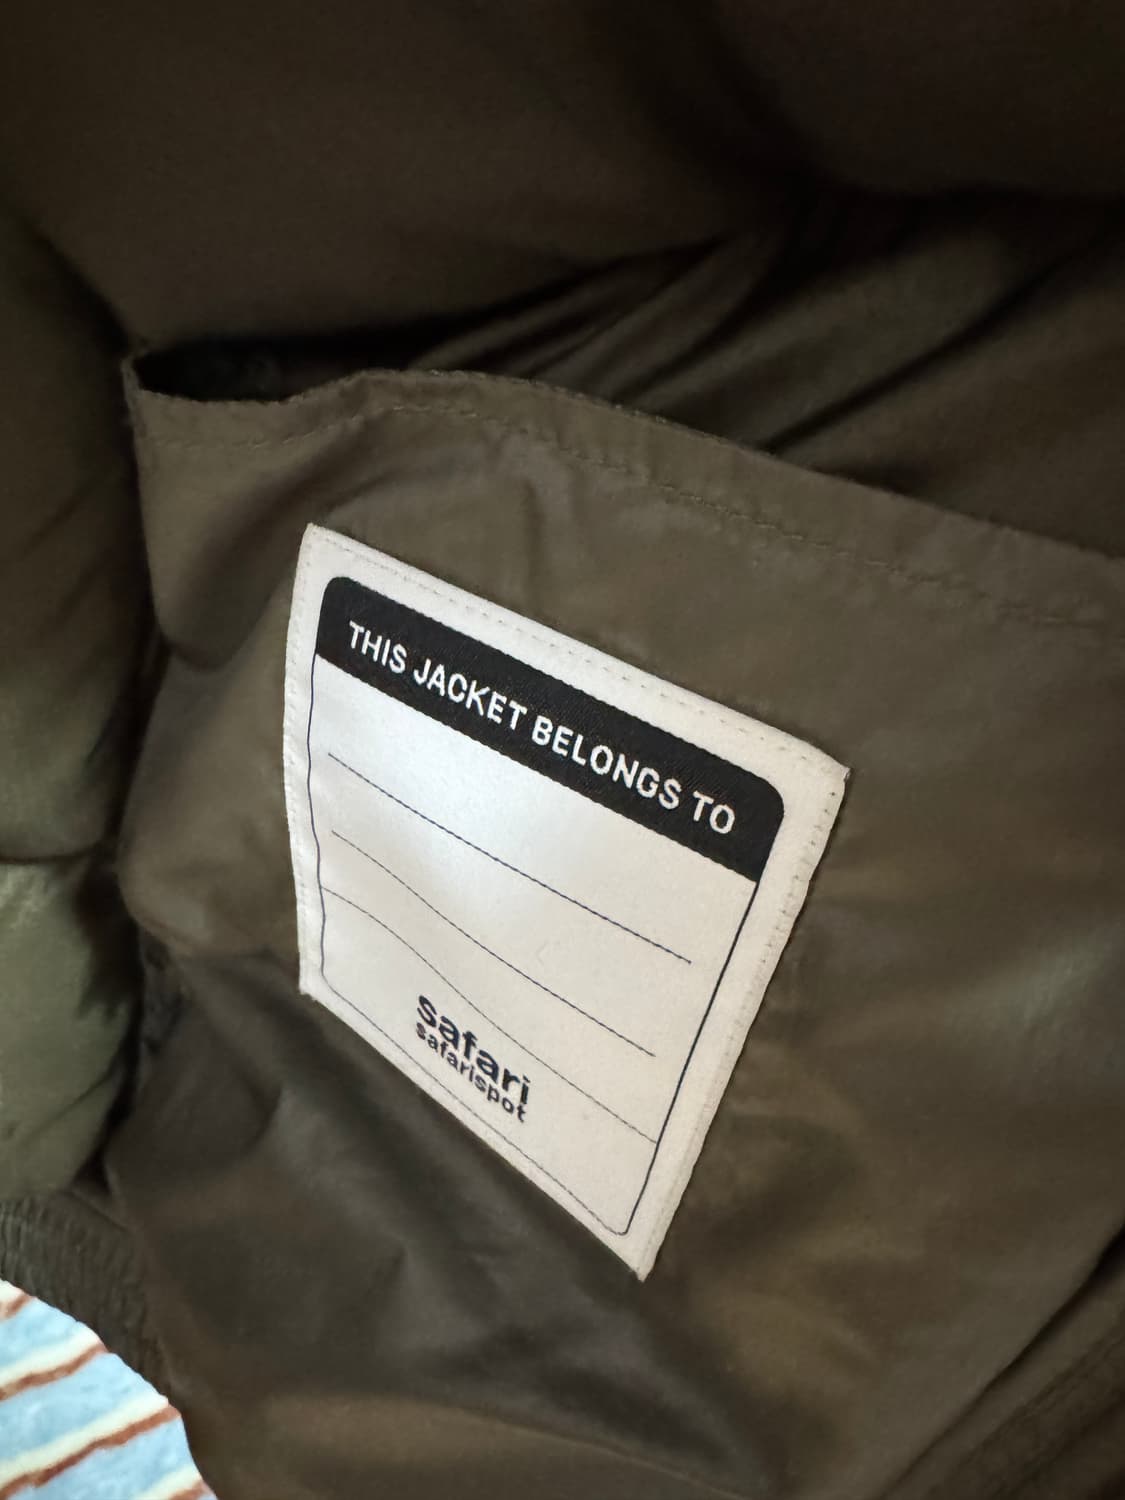 THIS JACKET BELONGS TO
safari
safarispot